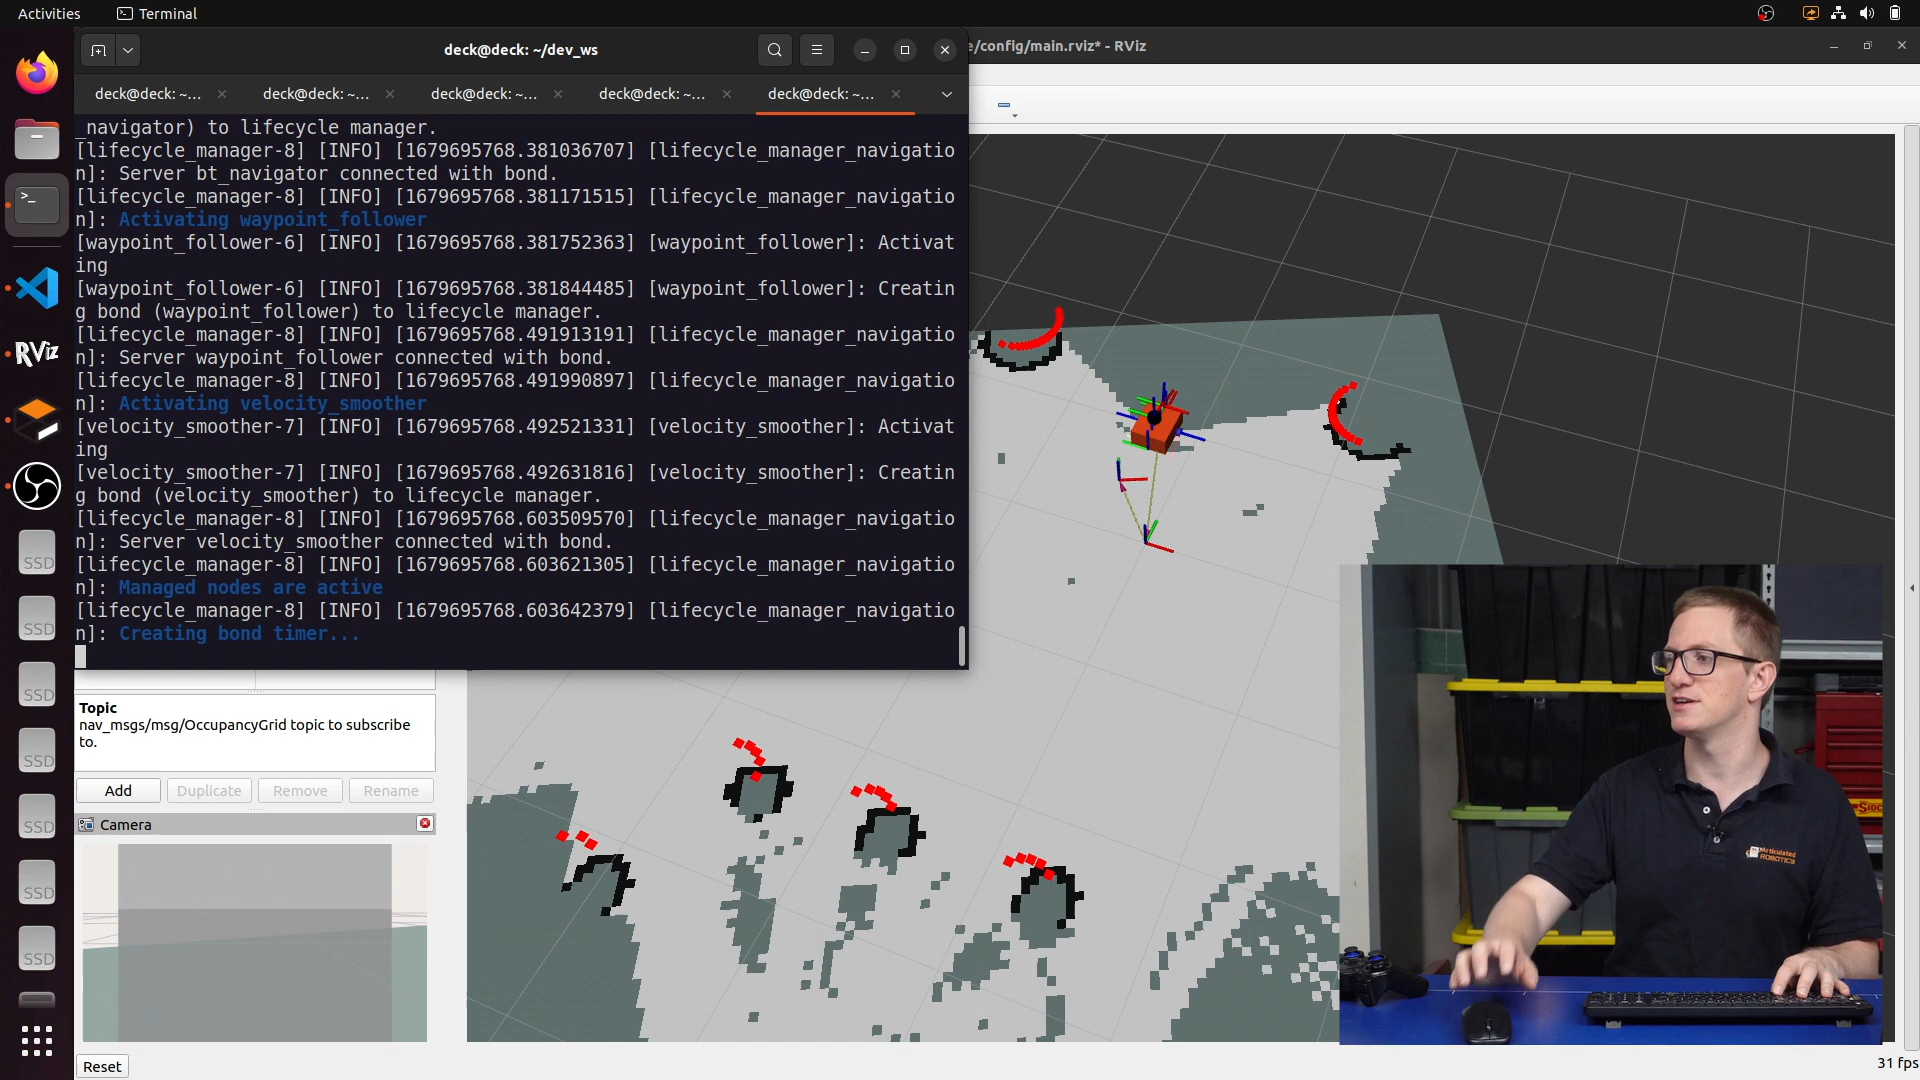 Activities
Terminal
deck@deck: ~/dev_ws
e/config/main.rviz* - RViz
deck@deck: ~...
deck@deck: ~...
deck@deck: ~...
deck@deck: ~...
deck@deck: ~...
_navigator) to lifecycle manager.
[lifecycle_manager-8] [INFO] [1679695768.381036707] [lifecycle_manager_navigatio
n]: Server bt_navigator connected with bond.
[lifecycle_manager-8] [INFO] [1679695768.381171515] [lifecycle_manager_navigatio
n]: Activating waypoint_follower
[waypoint_follower-6] [INFO] [1679695768.381752363] [waypoint_follower]: Activat
ing
[waypoint_follower-6] [INFO] [1679695768.381844485] [waypoint_follower]: Creatin
g bond (waypoint_follower) to lifecycle manager.
[lifecycle_manager-8] [INFO] [1679695768.491913191] [lifecycle_manager_navigatio
n]: Server waypoint_follower connected with bond.
[lifecycle_manager-8] [INFO] [1679695768.491990897] [lifecycle_manager_navigatio
n]: Activating velocity_smoother
[velocity_smoother-7] [INFO] [1679695768.492521331] [velocity_smoother]: Activat
ing
[velocity_smoother-7] [INFO] [1679695768.492631816] [velocity_smoother]: Creatin
g bond (velocity_smoother) to lifecycle manager.
[lifecycle_manager-8] [INFO] [1679695768.603509570] [lifecycle_manager_navigatio
n]: Server velocity_smoother connected with bond.
[lifecycle_manager-8] [INFO] [1679695768.603621305] [lifecycle_manager_navigatio
n]: Managed nodes are active
[lifecycle_manager-8] [INFO] [1679695768.603642379] [lifecycle_manager_navigatio
n]: Creating bond timer...
RViz
SSD
SSD
SSD
SSD
SSD
SSD
SSD
Topic
nav_msgs/msg/OccupancyGrid topic to subscribe
to.
Add
Duplicate
Remove
Rename
Camera
Articulated
ROBOTICS
Reset
31 fps